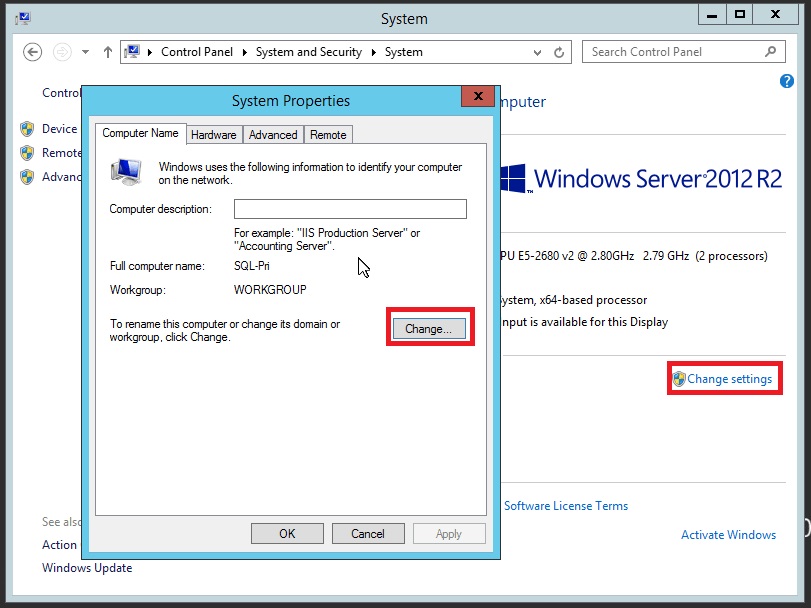 System
Control Panel
System and Security
System
Search Control Panel
Control
Device
Remote
Advanc
mputer
Windows Server 2012 R2
PU E5-2680 v2 @ 2.80GHz 2.79 GHz (2 processors)
ystem, x64-based processor
nput is available for this Display
Change settings
Software License Terms
Activate Windows
See also
Action
Windows Update
System Properties
Computer Name
Hardware
Advanced
Remote
Windows uses the following information to identify your computer
on the network.
Computer description:
For example: "IIS Production Server" or
"Accounting Server".
Full computer name: SQL-Pri
Workgroup: WORKGROUP
To rename this computer or change its domain or
workgroup, click Change.
Change...
OK
Cancel
Apply